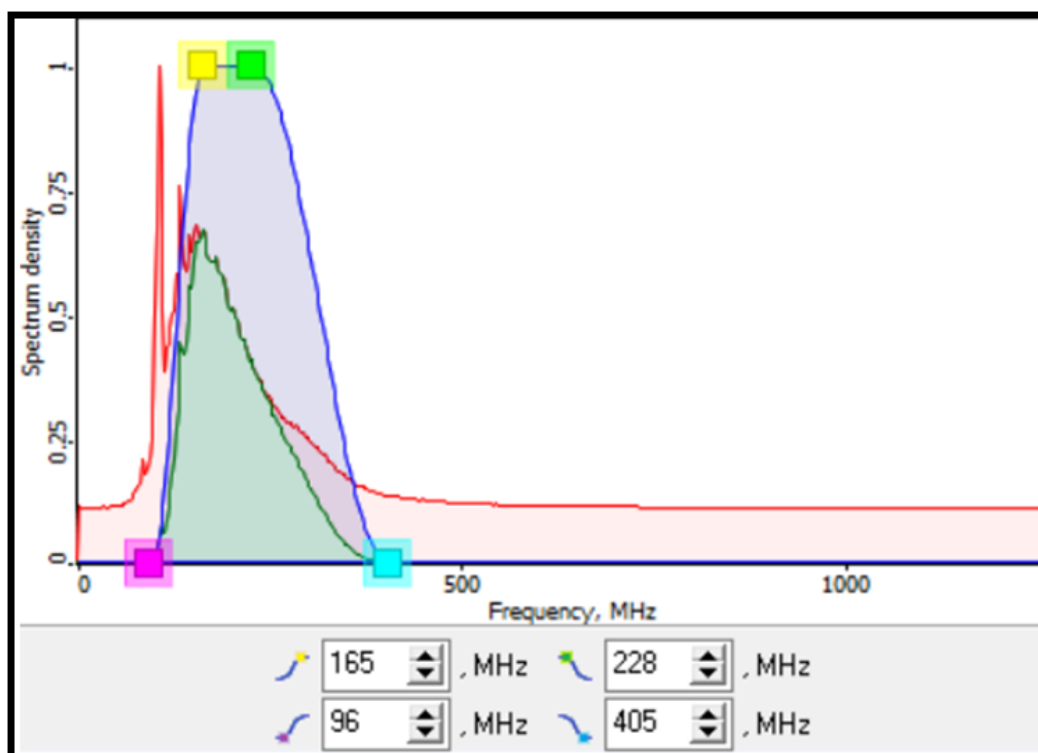 1
0.75
0.5
0.25
0
Spectrum density
0 500 1000
Frequency, MHz
165 , MHz 228 , MHz
96 , MHz 405 , MHz